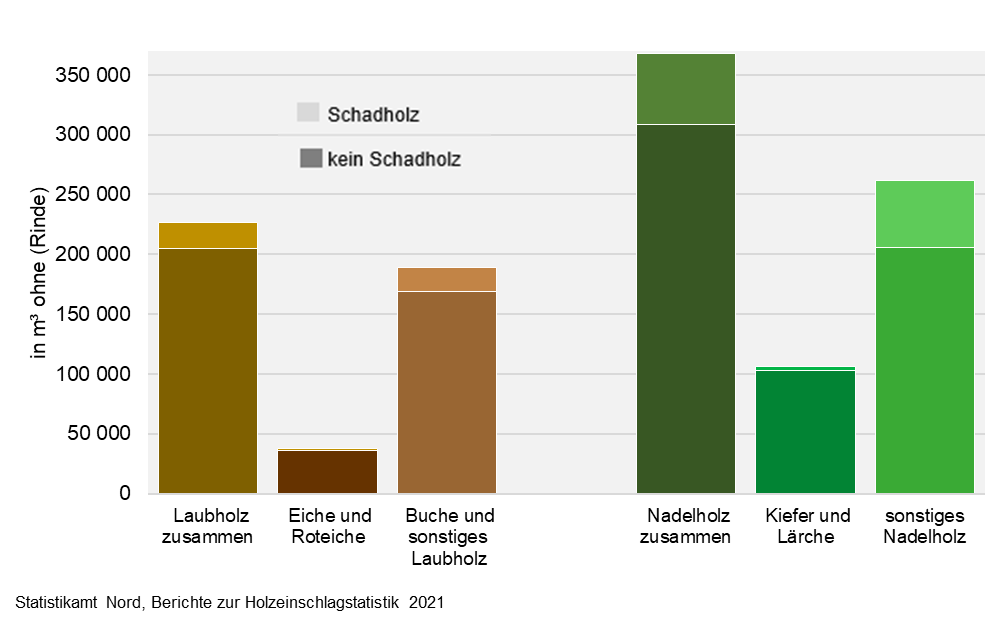 350 000
300 000
250 000
200 000
150 000
100 000
50 000
0
in m³ ohne (Rinde)
Schadholz
kein Schadholz
Laubholz
zusammen
Eiche und
Roteiche
Buche und
sonstiges
Laubholz
Nadelholz
zusammen
Kiefer und
Lärche
sonstiges
Nadelholz
Statistikamt Nord, Berichte zur Holzeinschlagstatistik 2021